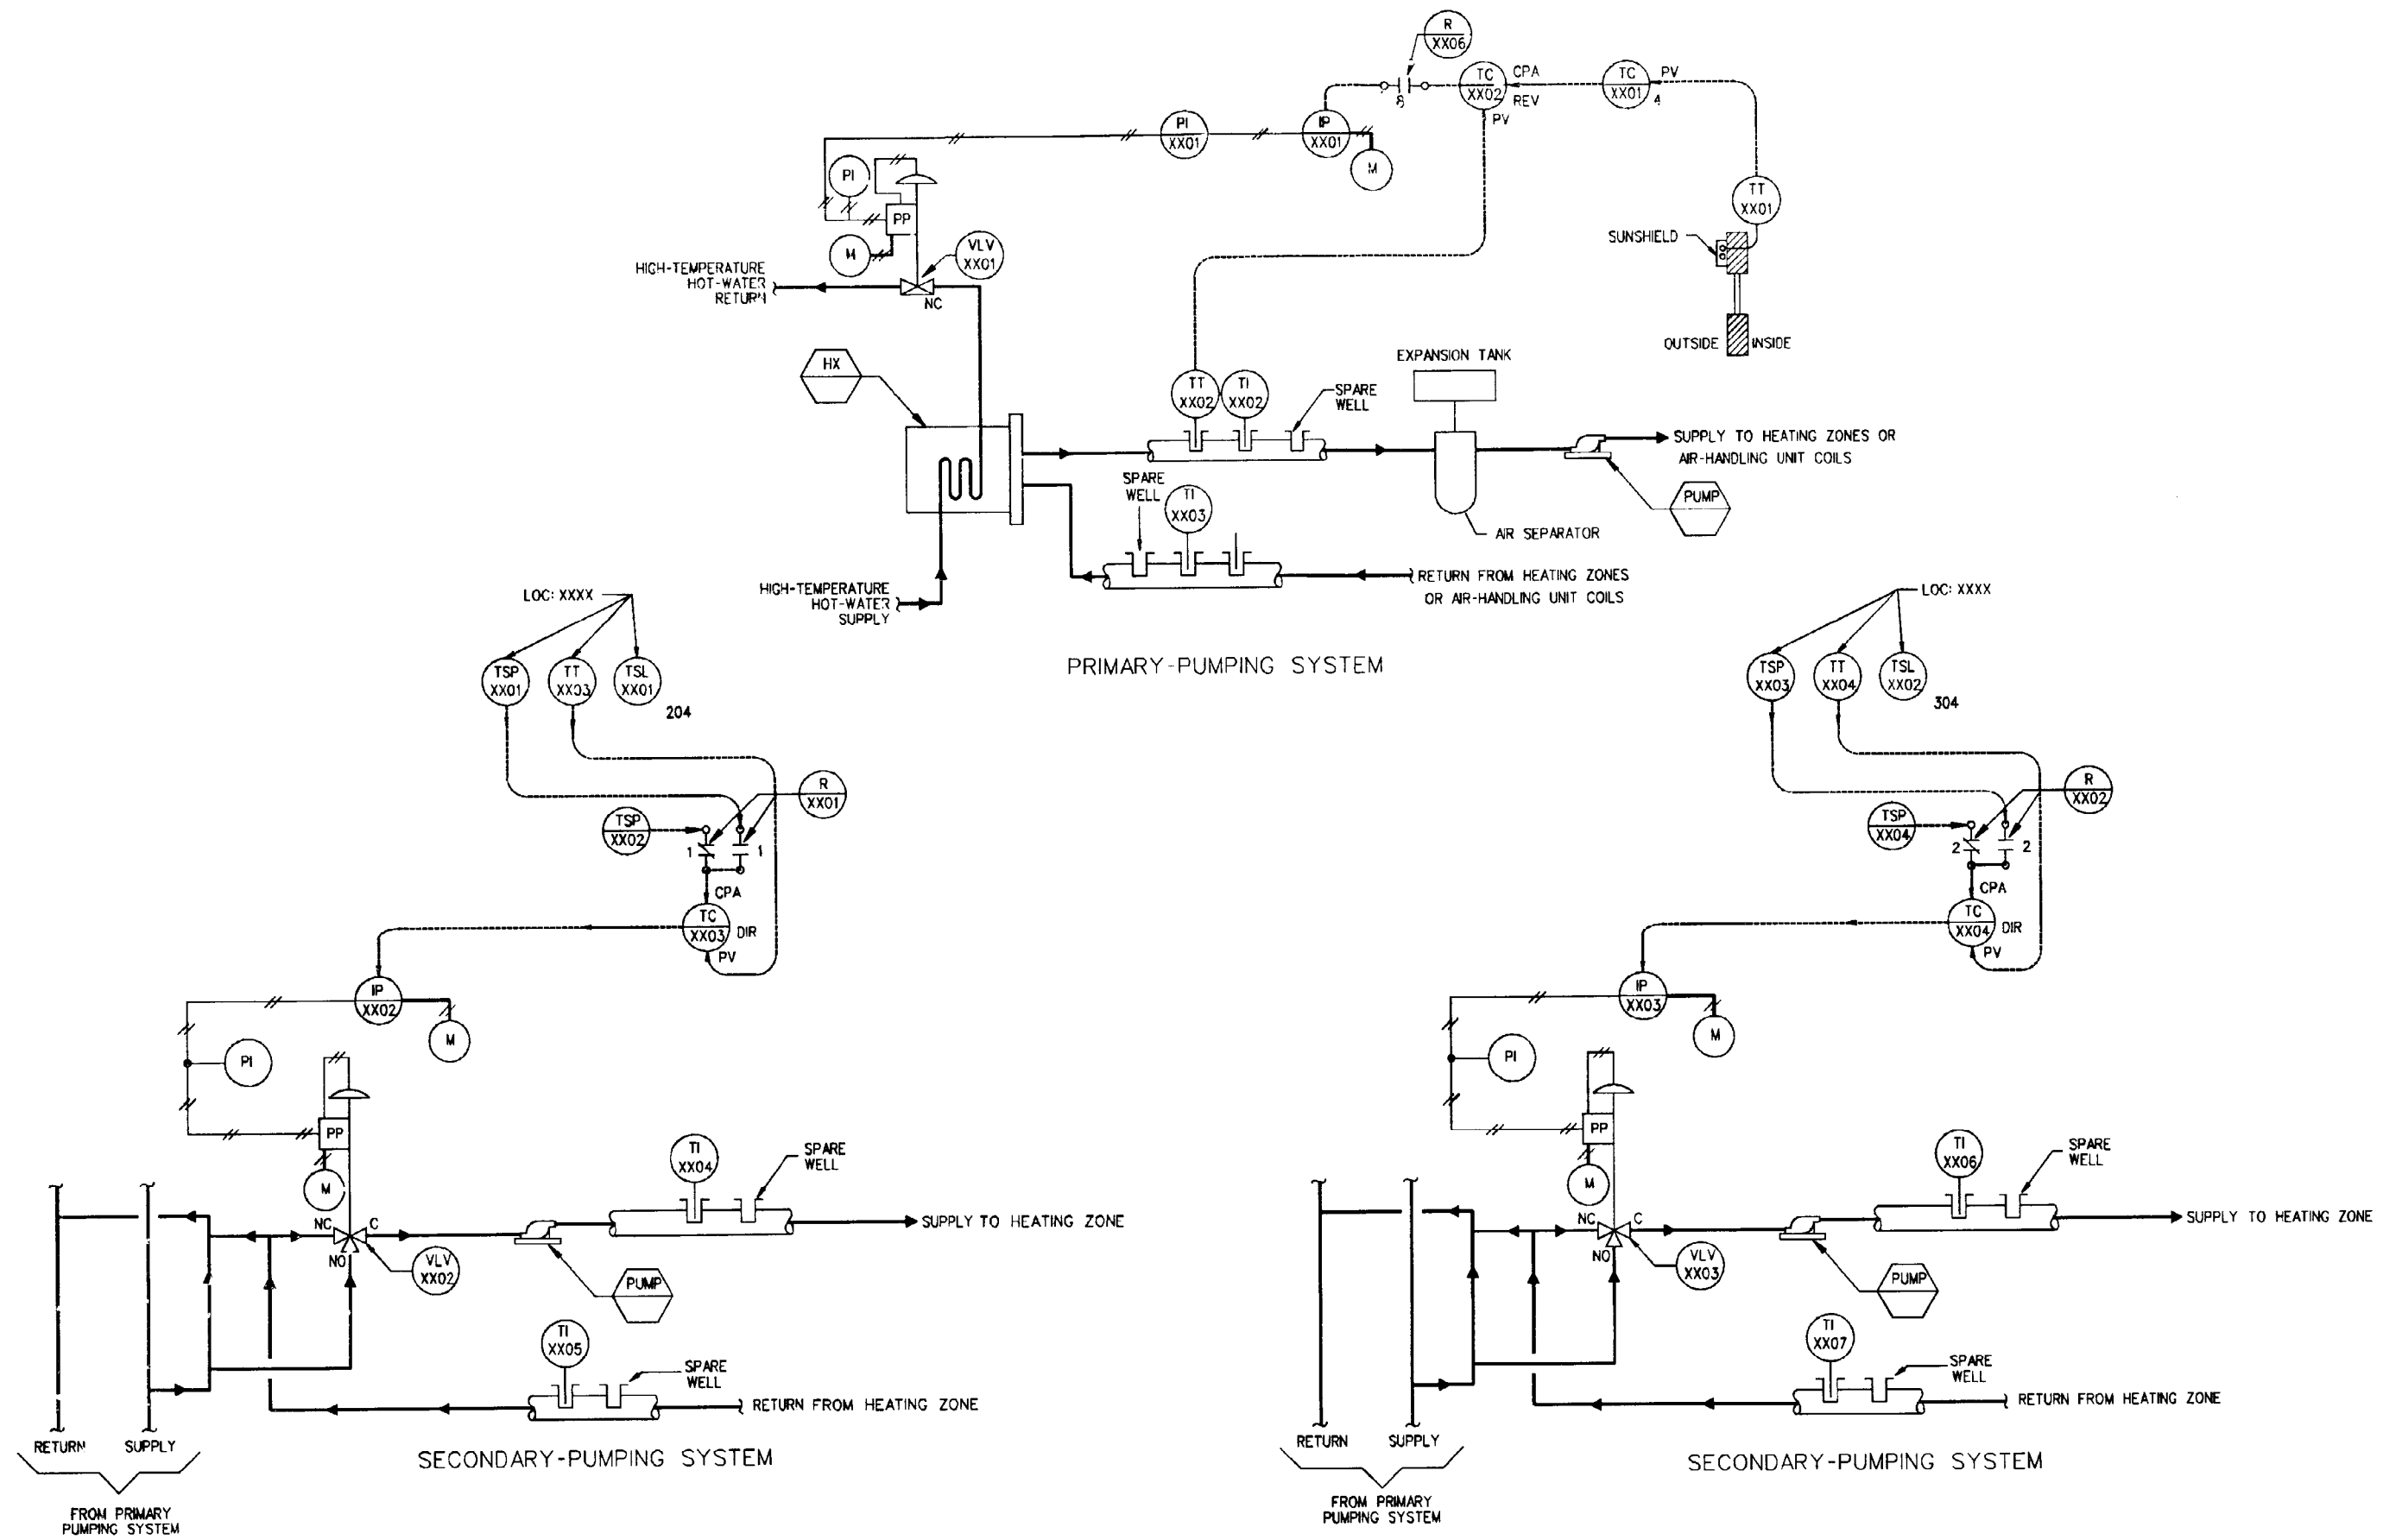 R
XX06
TC
XX02
CPA
REV
PV
TC
XX01
PV
4
8
PI
XX01
IP
XX01
M
TT
XX01
SUNSHIELD
OUTSIDE
INSIDE
PI
PP
M
VLV
XX01
NC
HIGH-TEMPERATURE
HOT-WATER
RETURN
HX
EXPANSION TANK
TT
XX02
TI
XX02
SPARE
WELL
SUPPLY TO HEATING ZONES OR
AIR-HANDLING UNIT COILS
PUMP
AIR SEPARATOR
SPARE
WELL
TI
XX03
RETURN FROM HEATING ZONES
OR AIR-HANDLING UNIT COILS
HIGH-TEMPERATURE
HOT-WATER
SUPPLY
PRIMARY-PUMPING SYSTEM
LOC: XXXX
TSP
XX01
TT
XX03
TSL
XX01
204
R
XX01
TSP
XX02
1
1
CPA
TC
XX03
DIR
PV
IP
XX02
M
PI
PP
M
NC
C
NO
VLV
XX02
TI
XX04
SPARE
WELL
SUPPLY TO HEATING ZONE
PUMP
TI
XX05
SPARE
WELL
RETURN FROM HEATING ZONE
RETURN
SUPPLY
FROM PRIMARY
PUMPING SYSTEM
SECONDARY-PUMPING SYSTEM
LOC: XXXX
TSP
XX03
TT
XX04
TSL
XX02
304
R
XX02
TSP
XX04
2
2
CPA
TC
XX04
DIR
PV
IP
XX03
M
PI
PP
M
NC
C
NO
VLV
XX03
TI
XX06
SPARE
WELL
SUPPLY TO HEATING ZONE
PUMP
TI
XX07
SPARE
WELL
RETURN FROM HEATING ZONE
RETURN
SUPPLY
FROM PRIMARY
PUMPING SYSTEM
SECONDARY-PUMPING SYSTEM